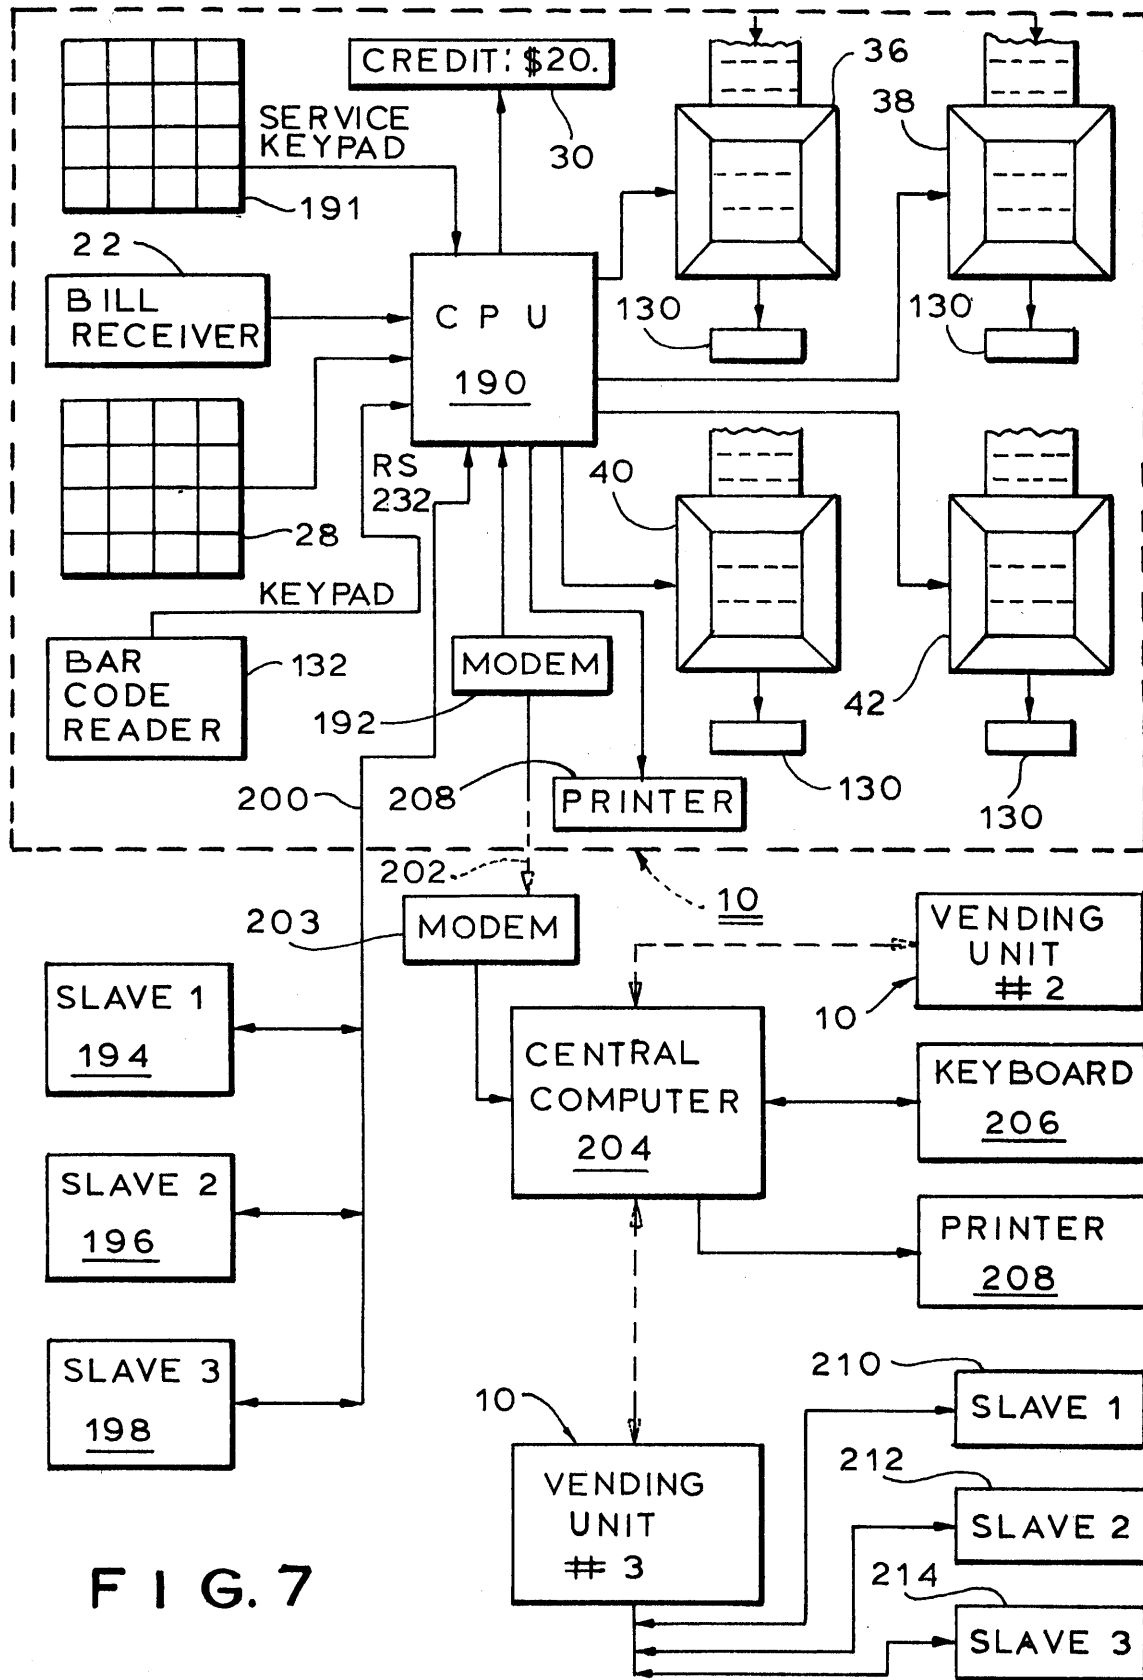 CREDIT: $20.
30
36
38
SERVICE
KEYPAD
191
22
BILL
RECEIVER
CPU
190
130
130
28
KEYPAD
RS
232
40
42
BAR
CODE
READER
132
MODEM
192
208
PRINTER
130
130
200
202
10
203
MODEM
VENDING
UNIT
# 2
10
SLAVE 1
194
CENTRAL
COMPUTER
204
KEYBOARD
206
SLAVE 2
196
PRINTER
208
SLAVE 3
198
10
VENDING
UNIT
# 3
210
SLAVE 1
212
SLAVE 2
214
SLAVE 3
FIG. 7